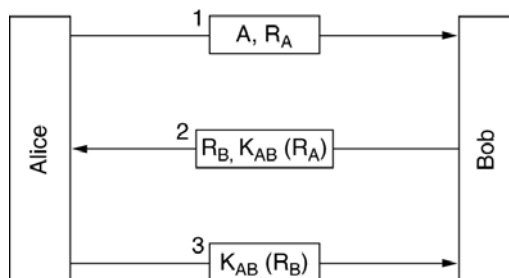 1
A, R_A
Alice
2
R_B, K_AB (R_A)
Bob
3
K_AB (R_B)